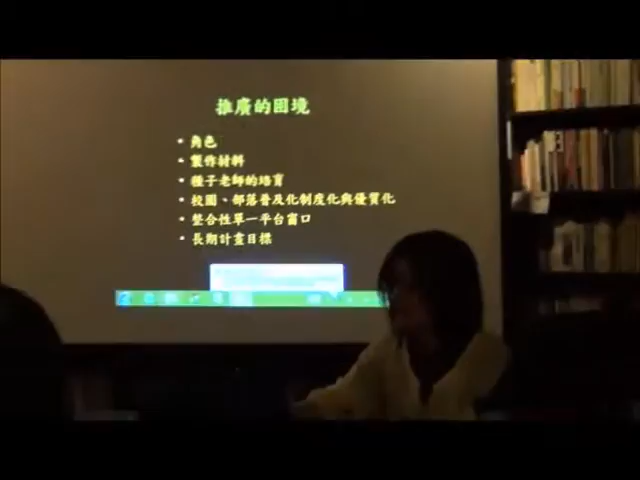 推廣的困境
• 角色
• 製作材料
• 種子老師的培育
• 校園、部落普及化制度化與優質化
• 整合性單一平台窗口
• 長期計畫目標